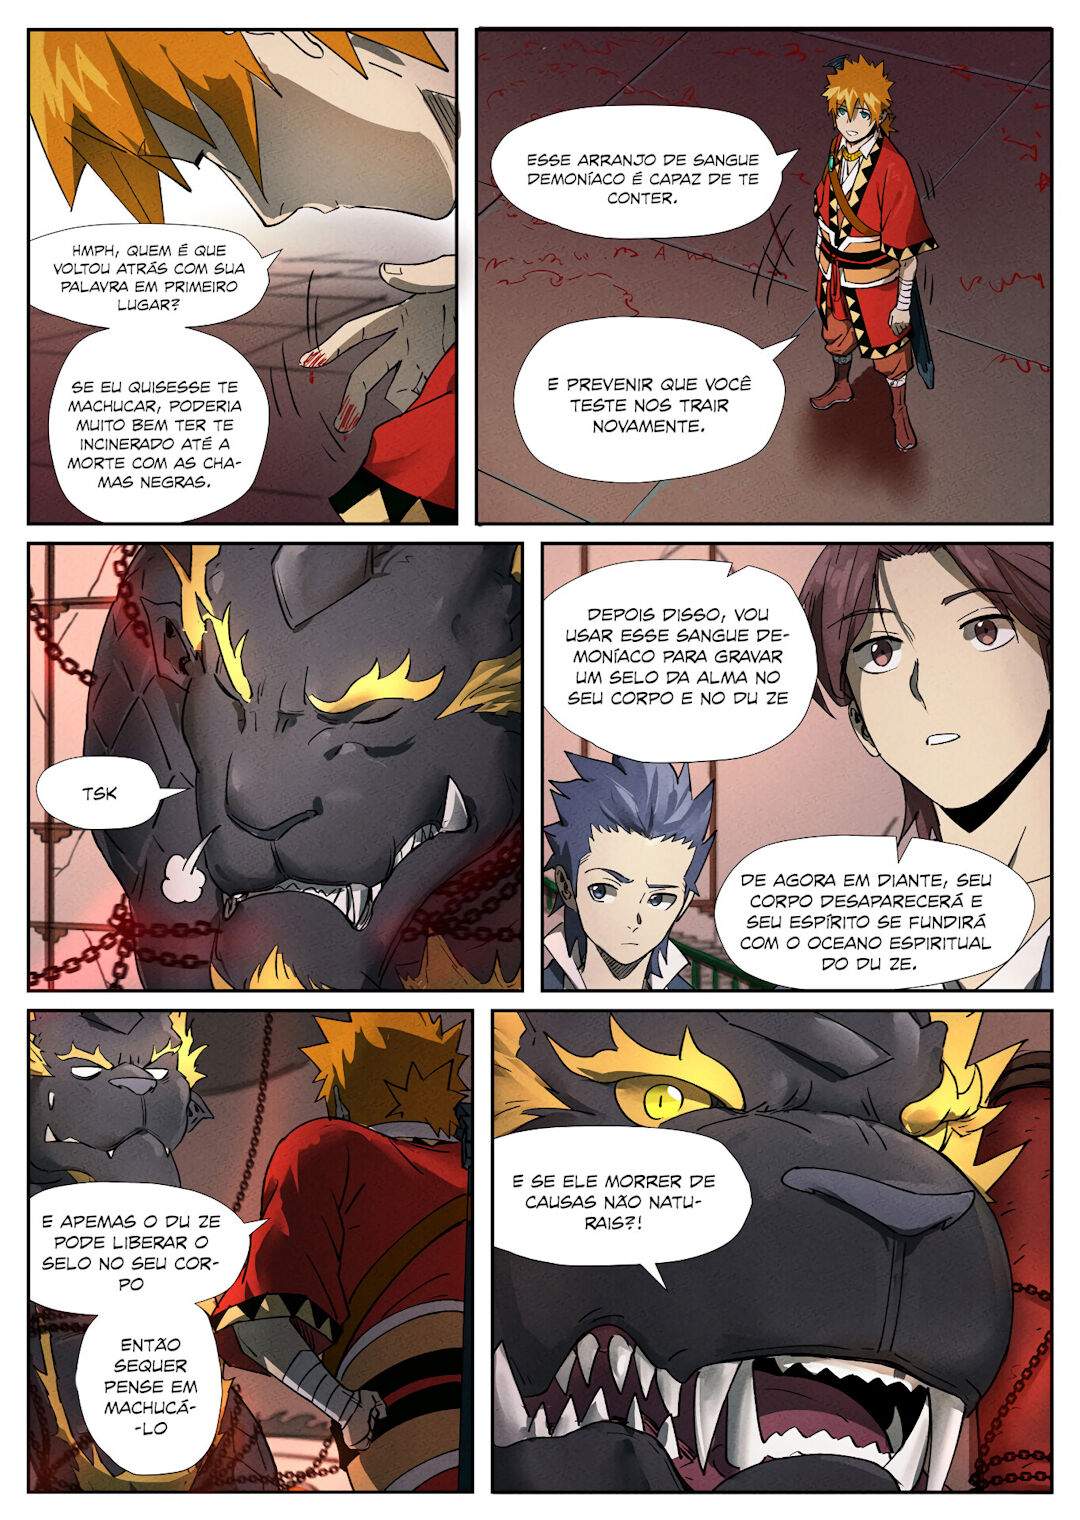 HMPH, QUEM É QUE
VOLTOU ATRÁS COM SUA
PALAVRA EM PRIMEIRO
LUGAR?
SE EU QUISESSE TE
MACHUCAR, PODERIA
MUITO BEM TER TE
INCINERADO ATÉ A
MORTE COM AS CHA-
MAS NEGRAS.
ESSE ARRANJO DE SANGUE
DEMONÍACO É CAPAZ DE TE
CONTER.
E PREVENIR QUE VOCÊ
TESTE NOS TRAIR
NOVAMENTE.
TSK
DEPOIS DISSO, VOU
USAR ESSE SANGUE DE-
MONÍACO PARA GRAVAR
UM SELO DA ALMA NO
SEU CORPO E NO DU ZE
DE AGORA EM DIANTE, SEU
CORPO DESAPARECERÁ E
SEU ESPÍRITO SE FUNDIRÁ
COM O OCEANO ESPIRITUAL
DO DU ZE.
E APEMAS O DU ZE
PODE LIBERAR O
SELO NO SEU COR-
PO
ENTÃO
SEQUER
PENSE EM
MACHUCÁ-
-LO
E SE ELE MORRER DE
CAUSAS NÃO NATU-
RAIS?!